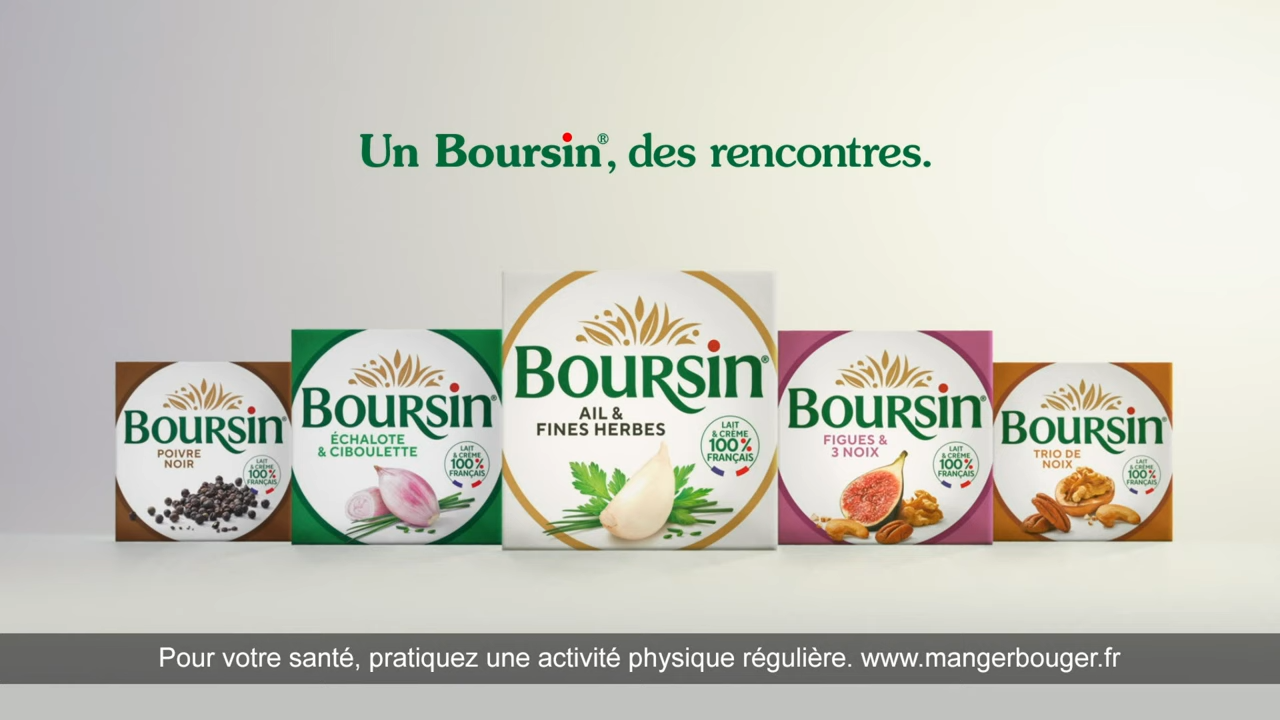 Un Boursin®, des rencontres.
BOURSiN
POIVRE
NOIR
LAIT
& CRÈME
100%
FRANÇAIS
BOURSiN®
ÉCHALOTE
& CIBOULETTE
LAIT
& CRÈME
100%
FRANÇAIS
BOURSiN®
AIL &
FINES HERBES
LAIT
& CRÈME
100%
FRANÇAIS
BOURSiN®
FIGUES &
3 NOIX
LAIT
& CRÈME
100%
FRANÇAIS
BOURSiN®
TRIO DE
NOIX
LAIT
& CRÈME
100%
FRANÇAIS
Pour votre santé, pratiquez une activité physique régulière. www.mangerbouger.fr